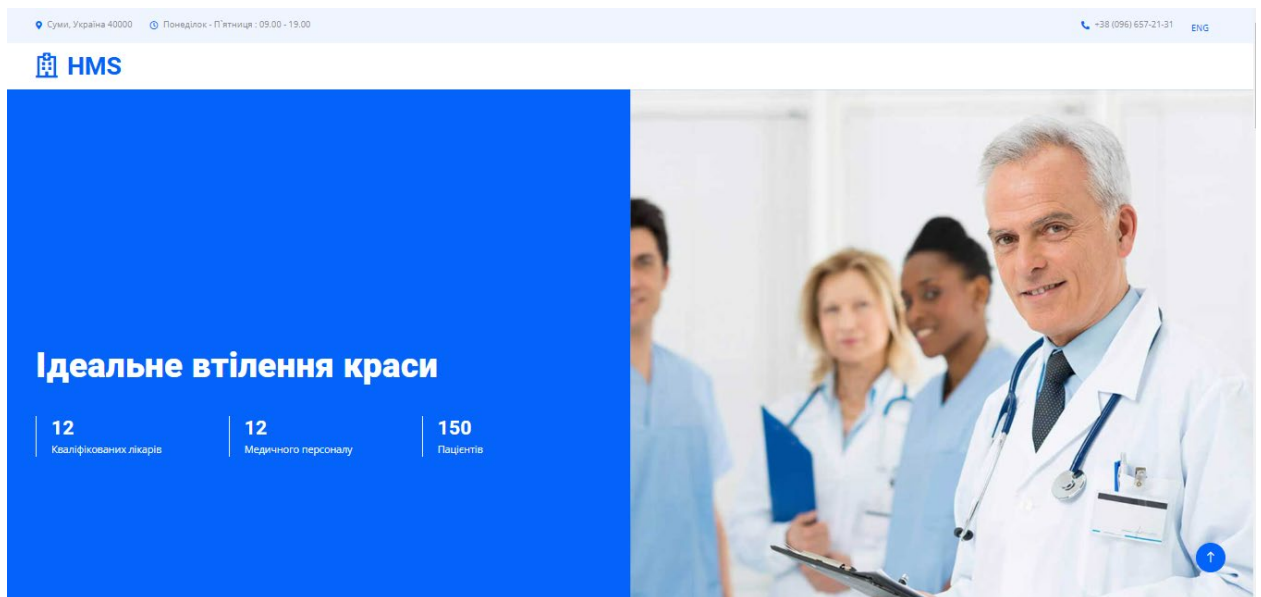 Суми, Україна 40000 Понеділок - П`ятниця : 09.00 - 19.00 +38 (096) 657-21-31 ENG
HMS
Ідеальне втілення краси
12 12 150
Кваліфікованих лікарів Медичного персоналу Пацієнтів